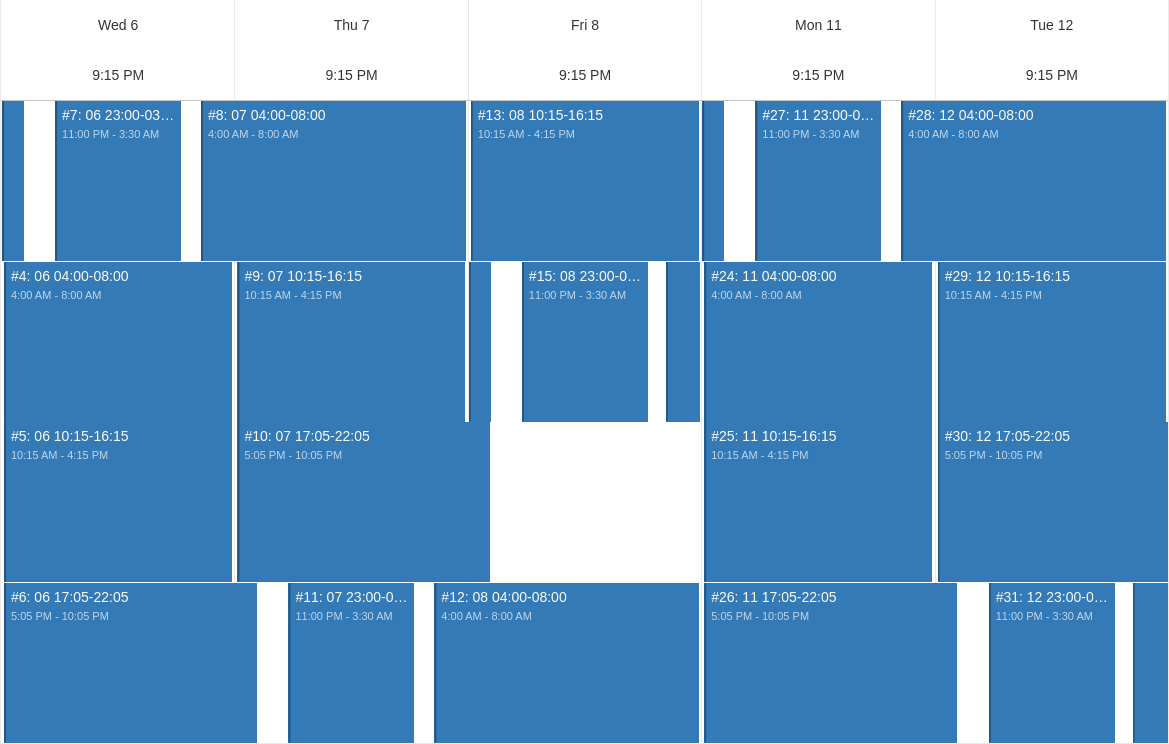 Wed 6
Thu 7
Fri 8
Mon 11
Tue 12
9:15 PM
9:15 PM
9:15 PM
9:15 PM
9:15 PM
#7: 06 23:00-03…
11:00 PM - 3:30 AM
#8: 07 04:00-08:00
4:00 AM - 8:00 AM
#13: 08 10:15-16:15
10:15 AM - 4:15 PM
#27: 11 23:00-0…
11:00 PM - 3:30 AM
#28: 12 04:00-08:00
4:00 AM - 8:00 AM
#4: 06 04:00-08:00
4:00 AM - 8:00 AM
#9: 07 10:15-16:15
10:15 AM - 4:15 PM
#15: 08 23:00-0…
11:00 PM - 3:30 AM
#24: 11 04:00-08:00
4:00 AM - 8:00 AM
#29: 12 10:15-16:15
10:15 AM - 4:15 PM
#5: 06 10:15-16:15
10:15 AM - 4:15 PM
#10: 07 17:05-22:05
5:05 PM - 10:05 PM
#25: 11 10:15-16:15
10:15 AM - 4:15 PM
#30: 12 17:05-22:05
5:05 PM - 10:05 PM
#6: 06 17:05-22:05
5:05 PM - 10:05 PM
#11: 07 23:00-0…
11:00 PM - 3:30 AM
#12: 08 04:00-08:00
4:00 AM - 8:00 AM
#26: 11 17:05-22:05
5:05 PM - 10:05 PM
#31: 12 23:00-0…
11:00 PM - 3:30 AM